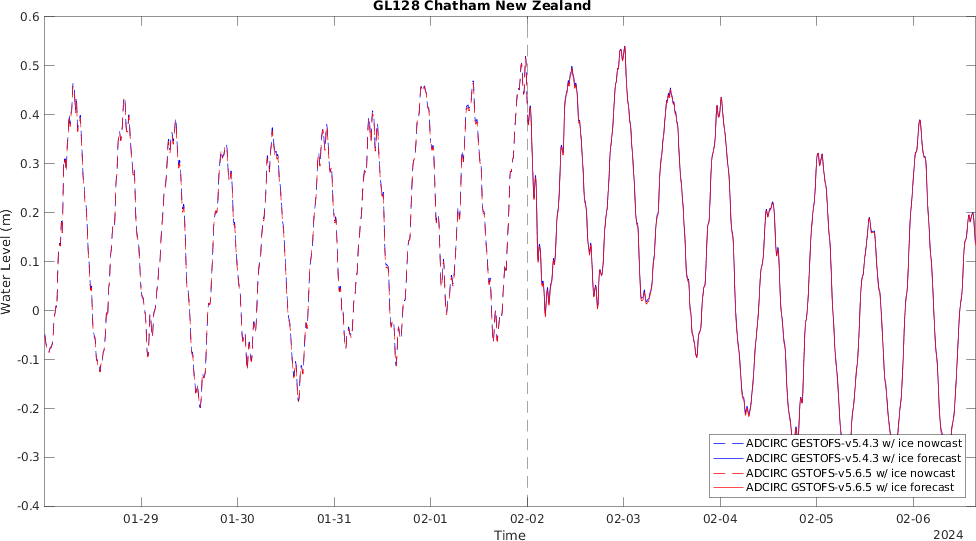 GL128 Chatham New Zealand
0.6
0.5
0.4
0.3
0.2
0.1
0
-0.1
-0.2
-0.3
-0.4
Water Level (m)
ADCIRC GESTOFS-v5.4.3 w/ ice nowcast
ADCIRC GESTOFS-v5.4.3 w/ ice forecast
ADCIRC GSTOFS-v5.6.5 w/ ice nowcast
ADCIRC GSTOFS-v5.6.5 w/ ice forecast
01-29 01-30 01-31 02-01 02-02 02-03 02-04 02-05 02-06
Time
2024